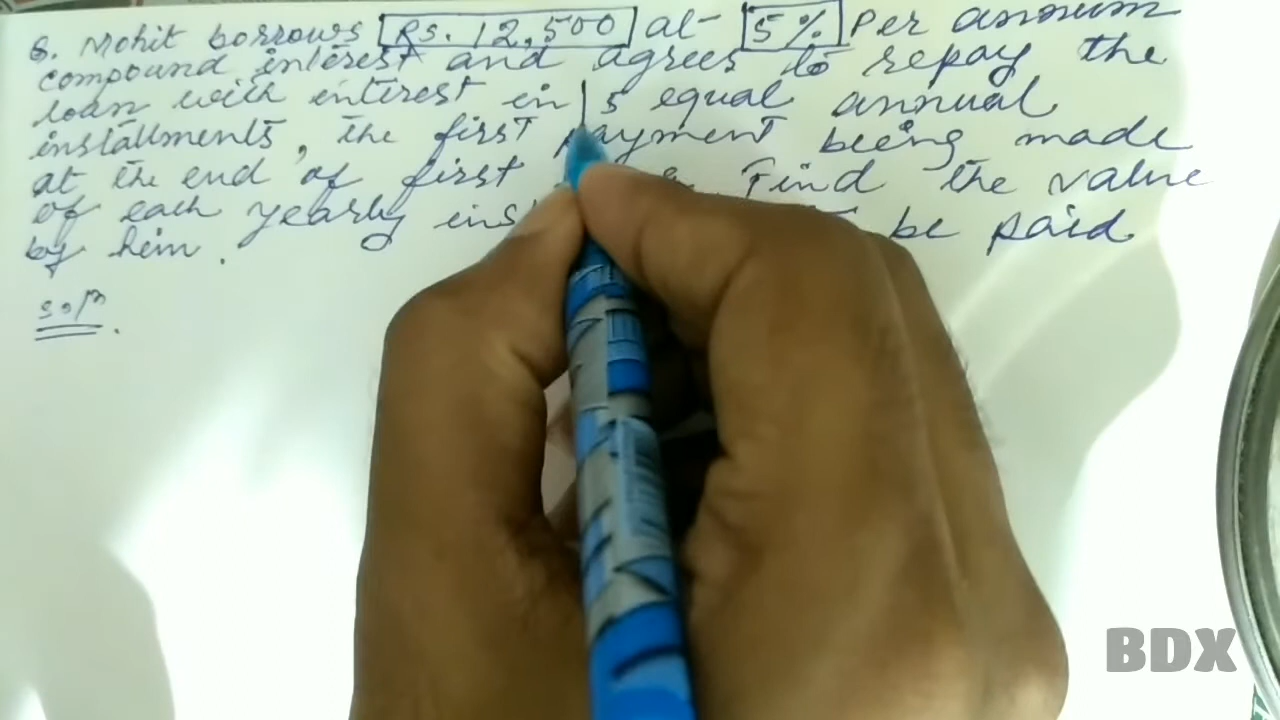 8. Mohit borrows Rs. 12,500 at 5% Per annum
compound interest and agrees to repay the
loan with interest in 5 equal annual
installments, the first payment being made
at the end of first Find the value
of each yearly be paid
by him.
Soln.
BDX